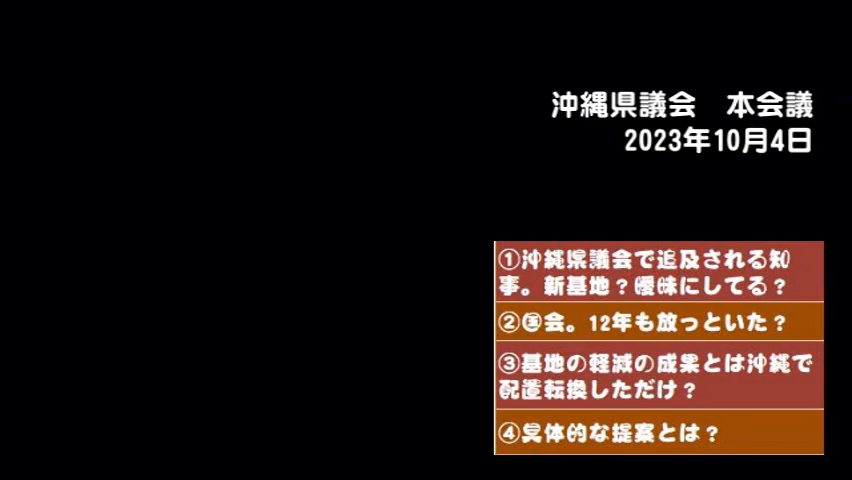 沖縄県議会　本会議
2023年10月4日
①沖縄県議会で追及される知
事。新基地？曖昧にしてる？
②国会。12年も放っといた？
③基地の軽減の成果とは沖縄で
配置転換しただけ？
④具体的な提案とは？